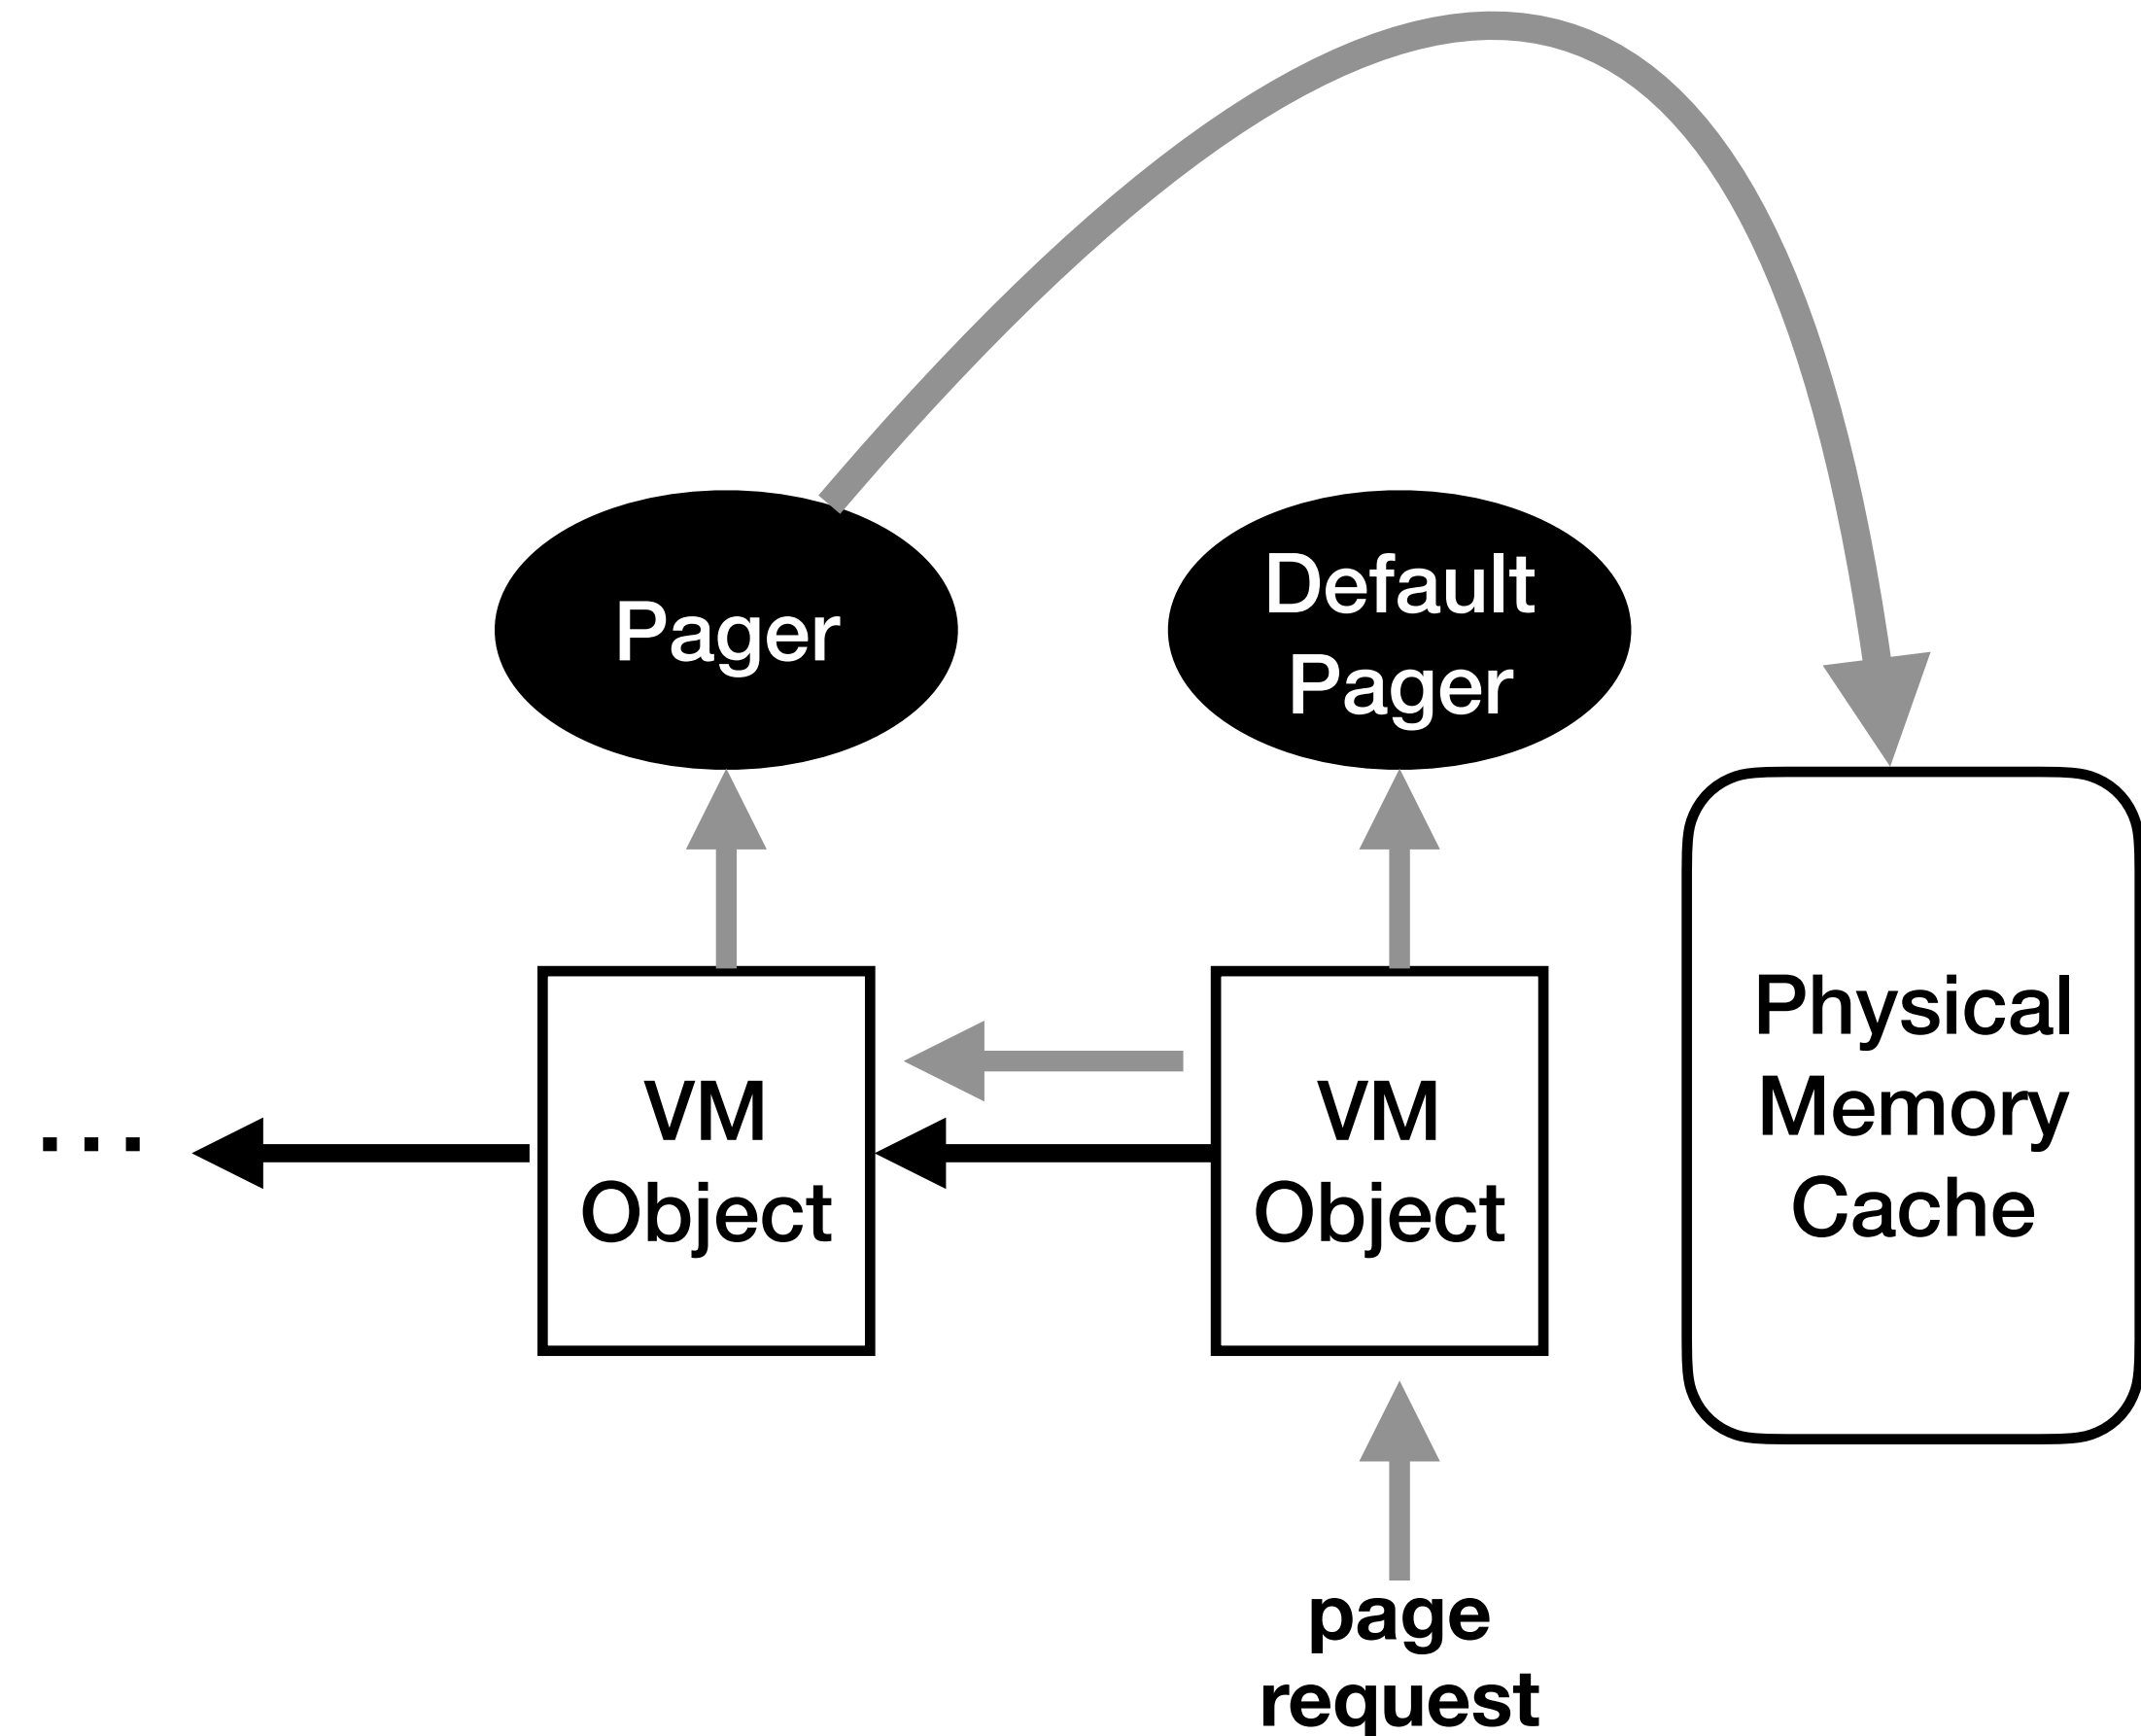 Pager
Default
Pager
Physical
Memory
Cache
VM
Object
VM
Object
...
page
request